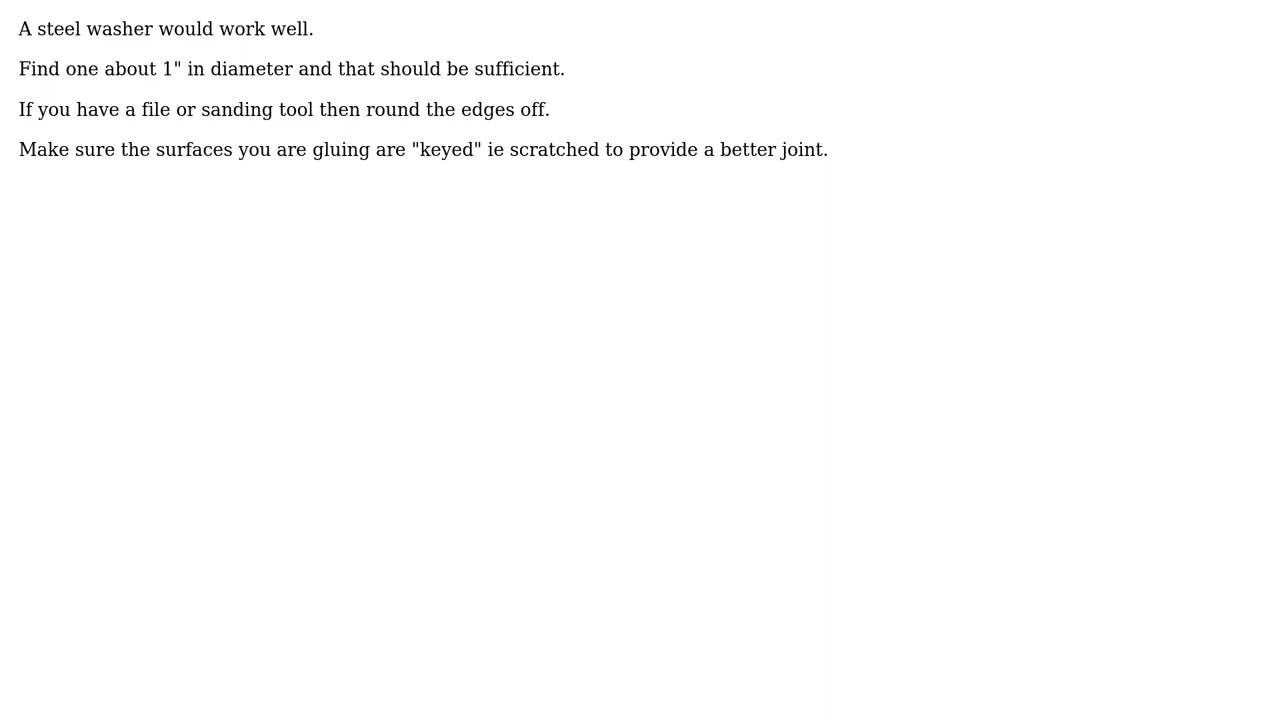 A steel washer would work well.
Find one about 1" in diameter and that should be sufficient.
If you have a file or sanding tool then round the edges off.
Make sure the surfaces you are gluing are "keyed" ie scratched to provide a better joint.